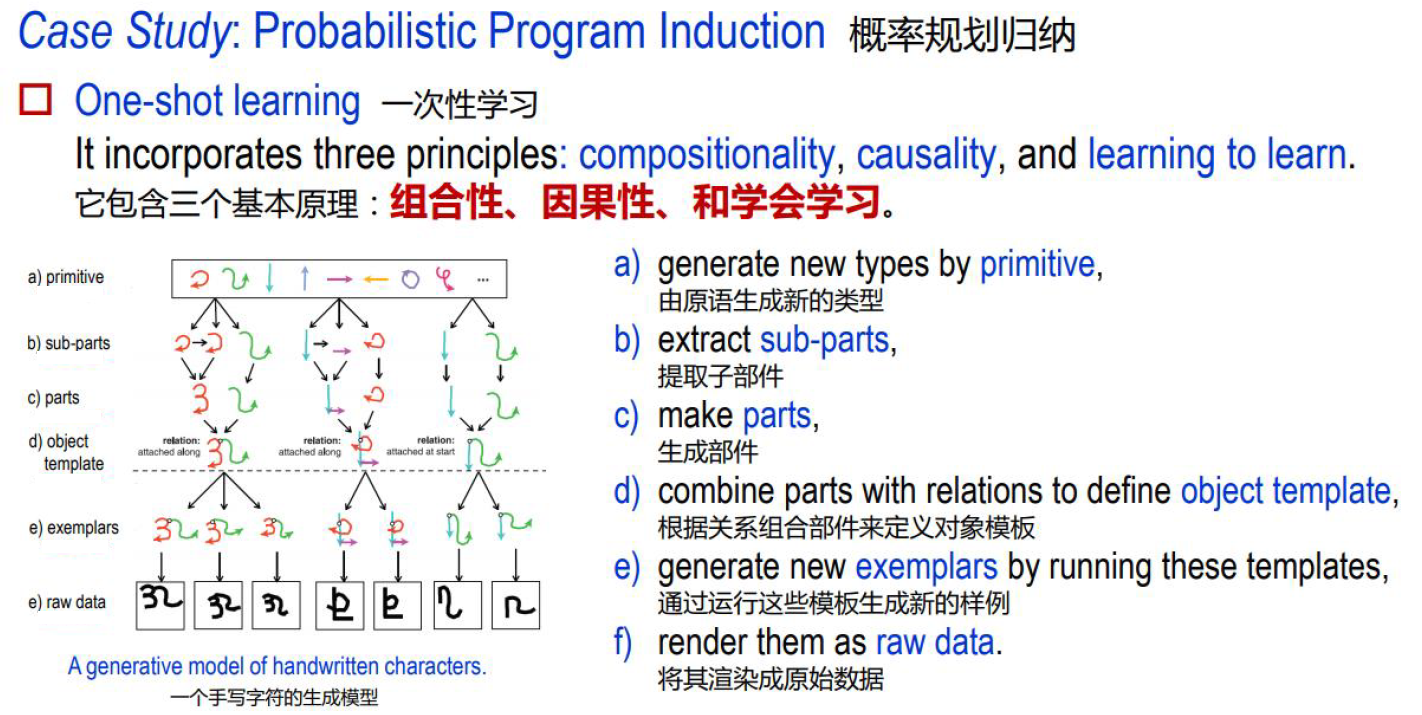 Case Study: Probabilistic Program Induction 概率规划归纳
One-shot learning 一次性学习
It incorporates three principles: compositionality, causality, and learning to learn.
它包含三个基本原理：组合性、因果性、和学会学习。
a) primitive
...
b) sub-parts
c) parts
d) object
template
relation:
attached along
relation:
attached along
relation:
attached at start
e) exemplars
e) raw data
A generative model of handwritten characters.
一个手写字符的生成模型
a) generate new types by primitive,
由原语生成新的类型
b) extract sub-parts,
提取子部件
c) make parts,
生成部件
d) combine parts with relations to define object template,
根据关系组合部件来定义对象模板
e) generate new exemplars by running these templates,
通过运行这些模板生成新的样例
f) render them as raw data.
将其渲染成原始数据